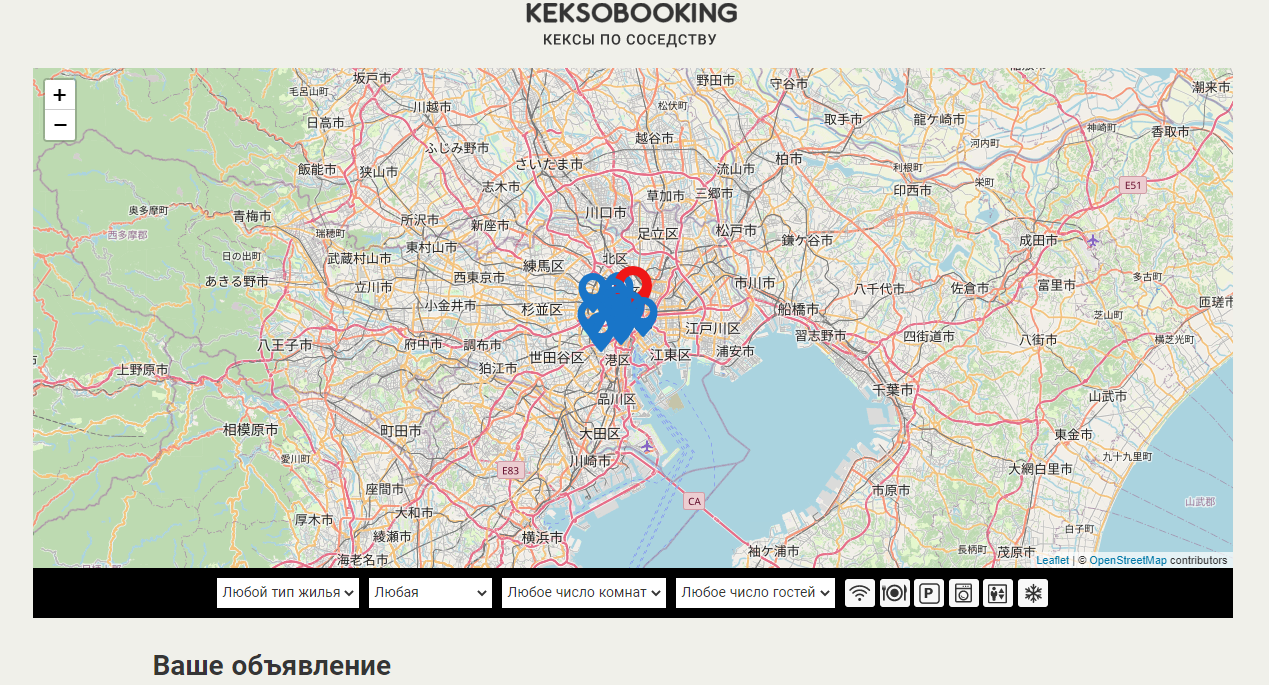 KEKSOBOOKING
КЕКСЫ ПО СОСЕДСТВУ
+
−
坂戸市
野田市
守谷市
潮来市
毛呂山町
川越市
松伏町
取手市
龍ケ崎市
日高市
越谷市
神崎町
香取市
河内町
ふじみ野市
さいたま市
柏市
飯能市
狭山市
流山市
利根町
栄町
E51
志木市
草加市
三郷市
印西市
奥多摩町
青梅市
所沢市
新座市
川口市
西多摩郡
瑞穂町
足立区
松戸市
鎌ケ谷市
成田市
東村山市
日の出町
武蔵村山市
練馬区
北区
あきる野市
立川市
西東京市
市川市
八千代市
佐倉市
富里市
多古町
小金井市
杉並区
船橋市
匝瑳市
芝山町
八王子市
府中市
調布市
江戸川区
習志野市
四街道市
八街市
横芝光町
上野原市
狛江市
世田谷区
港区
江東区
浦安市
品川区
千葉市
山武市
相模原市
町田市
大田区
東金市
愛川町
川崎市
E83
九十九里町
大網白里市
座間市
市原市
CA
山武郡
厚木市
大和市
綾瀬市
横浜市
白子町
海老名市
袖ケ浦市
長柄町
茂原市
Leaflet | © OpenStreetMap contributors
Любой тип жилья
Любая
Любое число комнат
Любое число гостей
P
Ваше объявление